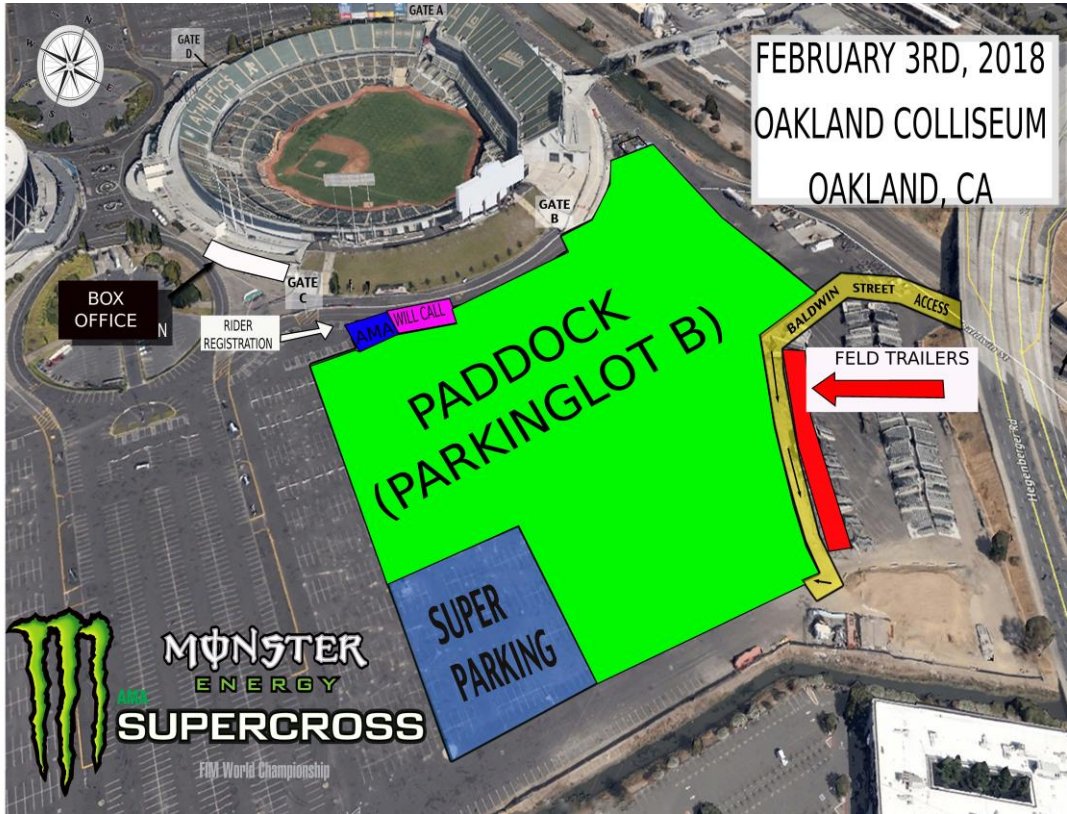 GATE A
GATE
D
ATHLETICS
N
W
E
S
FEBRUARY 3RD, 2018
OAKLAND COLLISEUM
OAKLAND, CA
GATE
B
BOX
OFFICE
N
GATE
C
RIDER
REGISTRATION
AMA
WILL CALL
BALDWIN
STREET
ACCESS
FELD TRAILERS
PADDOCK
(PARKINGLOT B)
Hegenberger Rd
SUPER
PARKING
MONSTER
ENERGY
AMA
SUPERCROSS
FIM World Championship